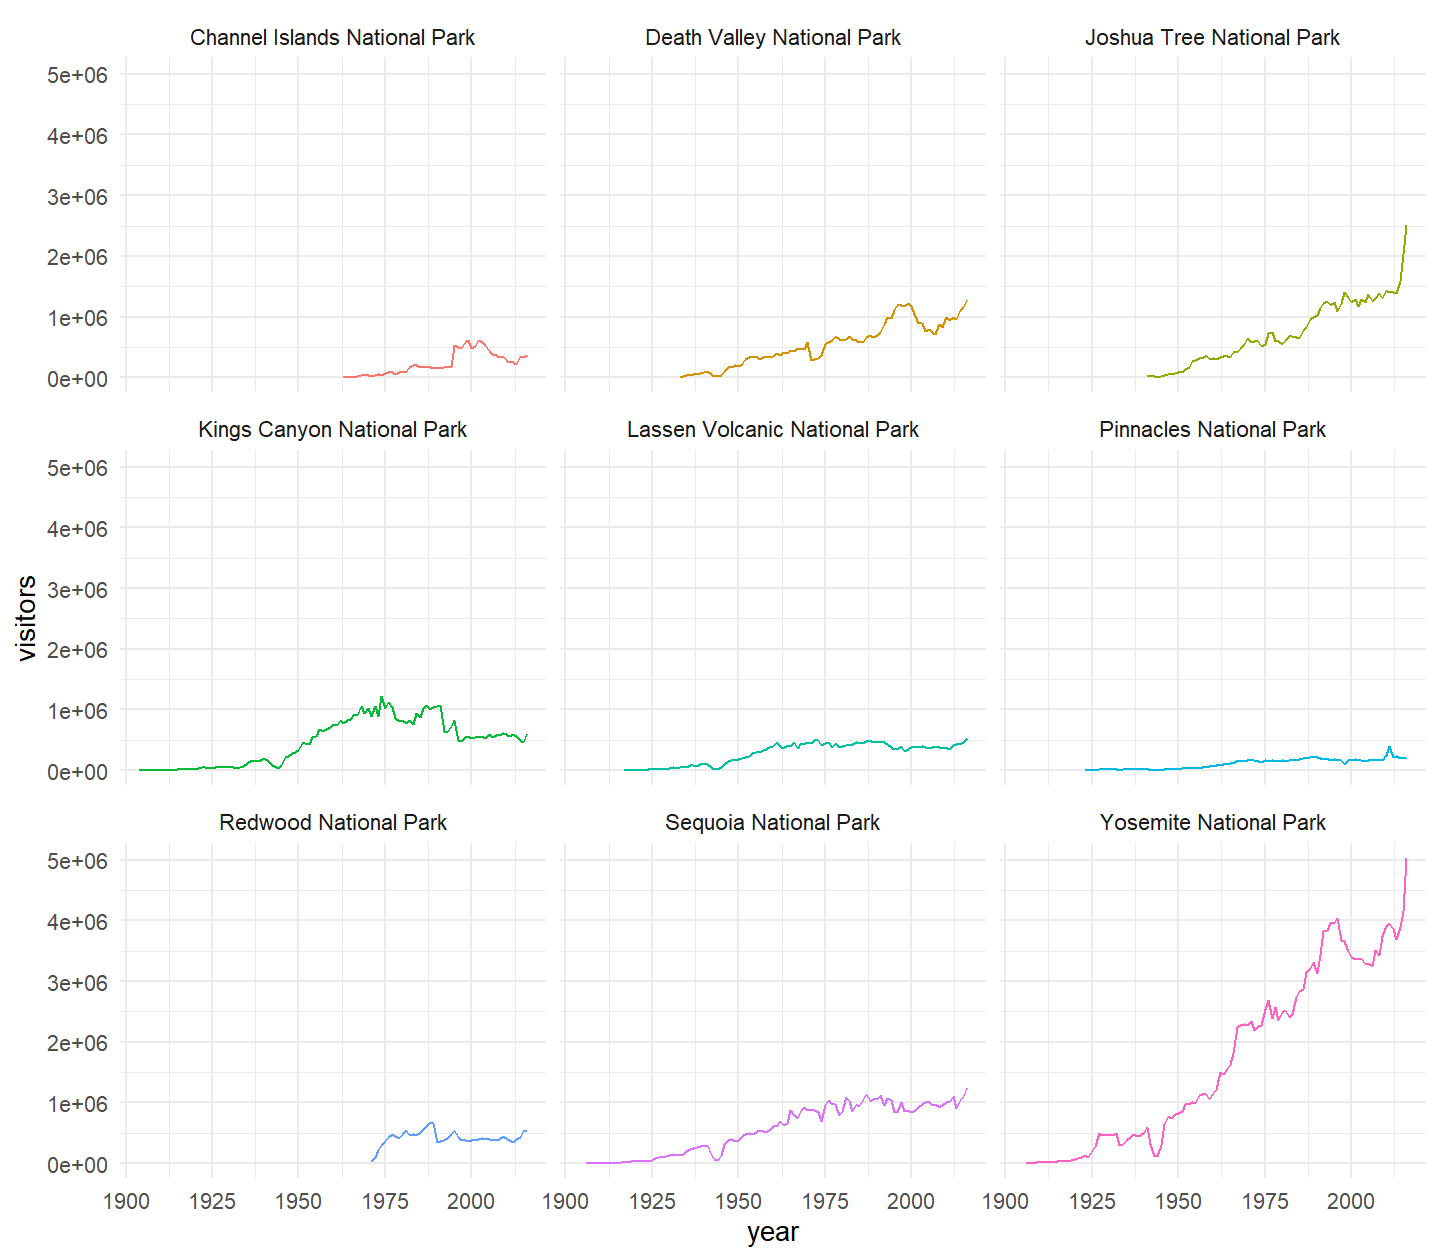 Channel Islands National Park Death Valley National Park Joshua Tree National Park
5e+06
4e+06
3e+06
2e+06
1e+06
0e+00
Kings Canyon National Park Lassen Volcanic National Park Pinnacles National Park
5e+06
4e+06
3e+06
2e+06
1e+06
0e+00
visitors
Redwood National Park Sequoia National Park Yosemite National Park
5e+06
4e+06
3e+06
2e+06
1e+06
0e+00
1900 1925 1950 1975 2000 1900 1925 1950 1975 2000 1900 1925 1950 1975 2000
year